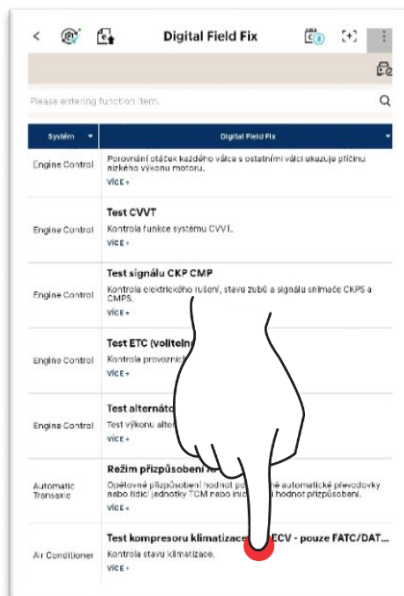 Digital Field Fix
Please entering function item.
Systém
Digital Field Fix
Engine Control
Porovnání otáček každého válce s ostatními válci ukazuje příčinu
nízkého výkonu motoru.
VÍCE+
Engine Control
Test CVVT
Kontrola funkce systému CVVT.
VÍCE+
Engine Control
Test signálu CKP CMP
Kontrola elektrického rušení, stavu zubů a signálu snímače CKPS a
CMPS.
VÍCE+
Engine Control
Test ETC
Kontrola
VÍCE+
Engine Control
Test
Test výkonu
VÍCE+
Automatic
Transaxle
Režim přizpůsobení
Opětovné přizpůsobení hodnot automatické převodovky
nebo řídicí jednotky TCM nebo hodnot přizpůsobení.
VÍCE+
Air Conditioner
Test kompresoru klimatizace ECV - pouze FATC/DAT...
Kontrola stavu klimatizace.
VÍCE+